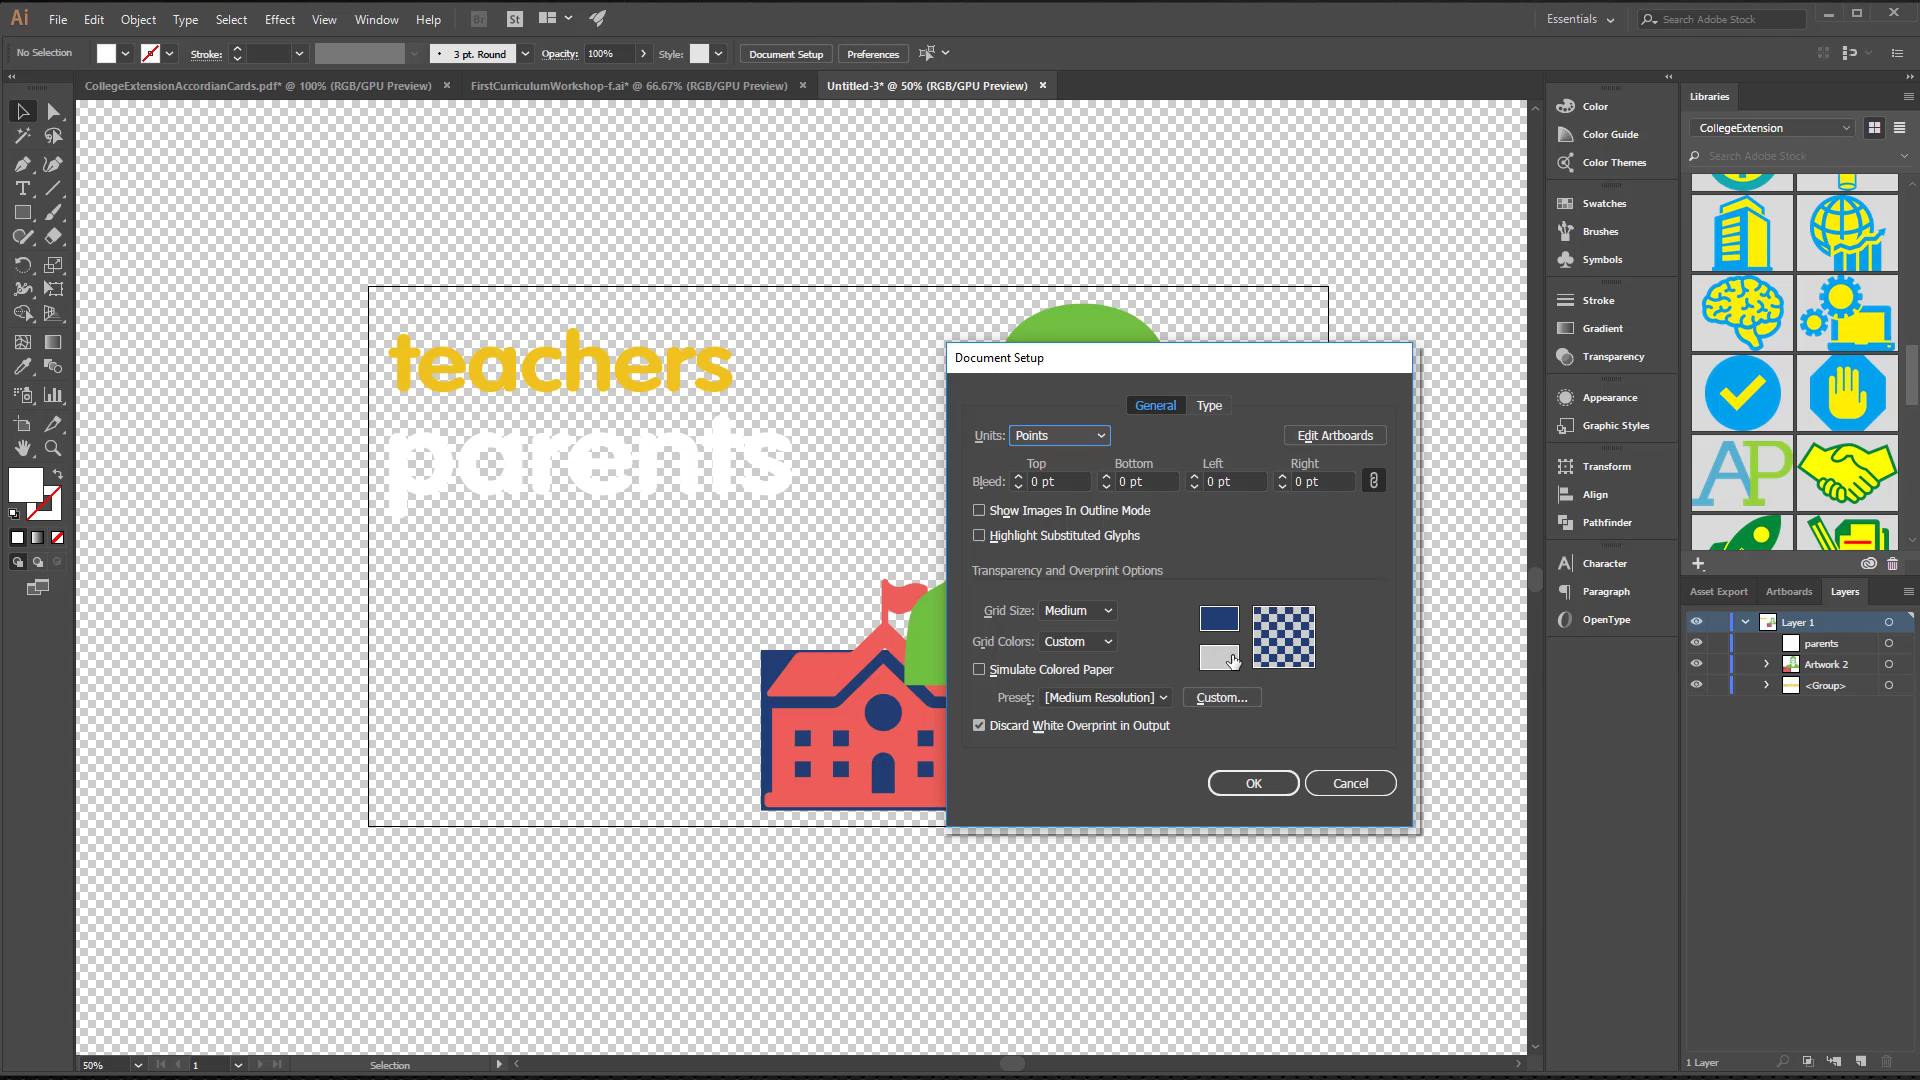 Ai File Edit Object Type Select Effect View Window Help Br St Essentials Search Adobe Stock
No Selection Stroke: 3 pt. Round Opacity: 100% Style: Document Setup Preferences
CollegeExtensionAccordianCards.pdf* @ 100% (RGB/GPU Preview) × FirstCurriculumWorkshop-f.ai* @ 66.67% (RGB/GPU Preview) × Untitled-3* @ 50% (RGB/GPU Preview) ×
teachers
parents
Document Setup
General Type
Units: Points Edit Artboards
Top Bottom Left Right
Bleed: 0 pt 0 pt 0 pt 0 pt
Show Images In Outline Mode
Highlight Substituted Glyphs
Transparency and Overprint Options
Grid Size: Medium
Grid Colors: Custom
Simulate Colored Paper
Preset: [Medium Resolution] Custom...
Discard White Overprint in Output
OK Cancel
Color
Color Guide
Color Themes
Swatches
Brushes
Symbols
Stroke
Gradient
Transparency
Appearance
Graphic Styles
Transform
Align
Pathfinder
Character
Paragraph
OpenType
Libraries
CollegeExtension
Search Adobe Stock
AP
Asset Export Artboards Layers
Layer 1
parents
Artwork 2
<Group>
50% 1 Selection
1 Layer